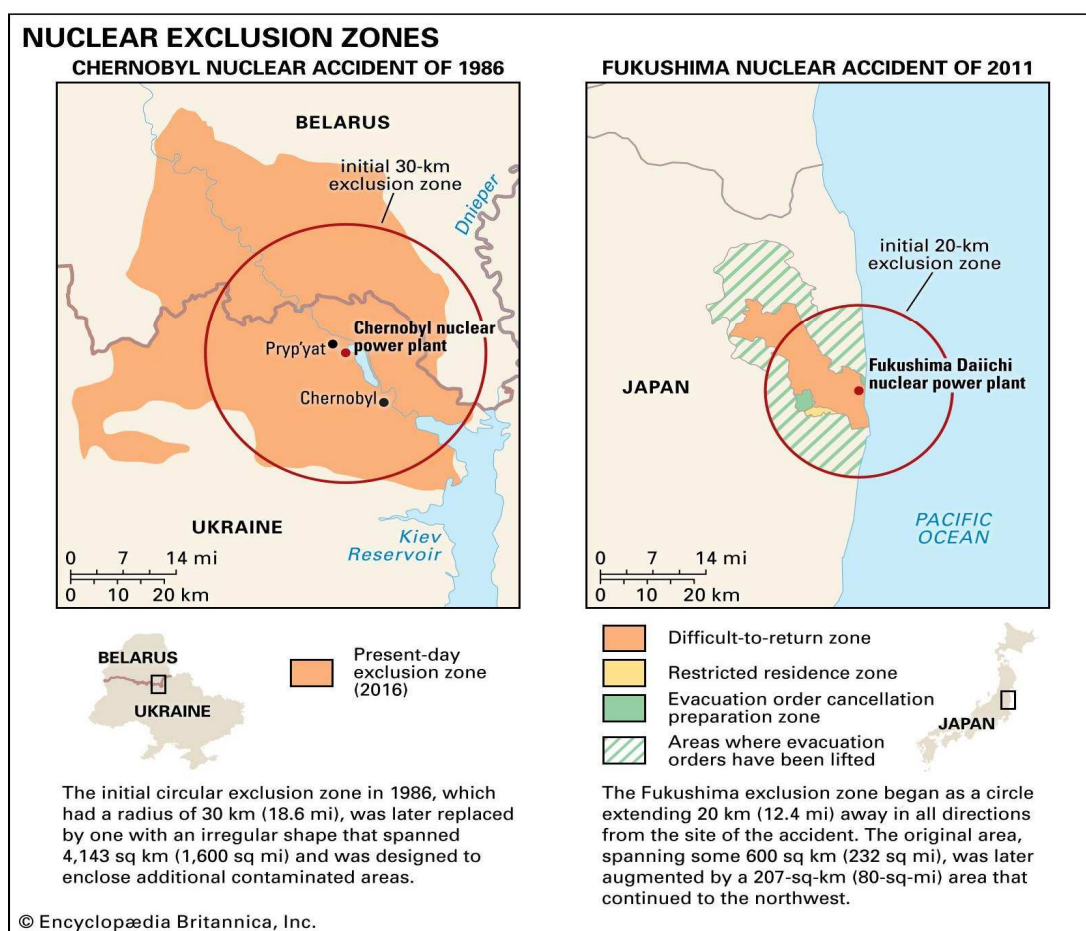 NUCLEAR EXCLUSION ZONES
CHERNOBYL NUCLEAR ACCIDENT OF 1986
BELARUS
initial 30-km
exclusion zone
Dnieper
Chernobyl nuclear
power plant
Pryp'yat
Chernobyl
UKRAINE
Kiev
Reservoir
0 7 14 mi
0 10 20 km
BELARUS
UKRAINE
Present-day
exclusion zone
(2016)
The initial circular exclusion zone in 1986, which
had a radius of 30 km (18.6 mi), was later replaced
by one with an irregular shape that spanned
4,143 sq km (1,600 sq mi) and was designed to
enclose additional contaminated areas.
FUKUSHIMA NUCLEAR ACCIDENT OF 2011
initial 20-km
exclusion zone
Fukushima Daiichi
nuclear power plant
JAPAN
PACIFIC
OCEAN
0 7 14 mi
0 10 20 km
Difficult-to-return zone
Restricted residence zone
Evacuation order cancellation
preparation zone
Areas where evacuation
orders have been lifted
JAPAN
The Fukushima exclusion zone began as a circle
extending 20 km (12.4 mi) away in all directions
from the site of the accident. The original area,
spanning some 600 sq km (232 sq mi), was later
augmented by a 207-sq-km (80-sq-mi) area that
continued to the northwest.
© Encyclopædia Britannica, Inc.